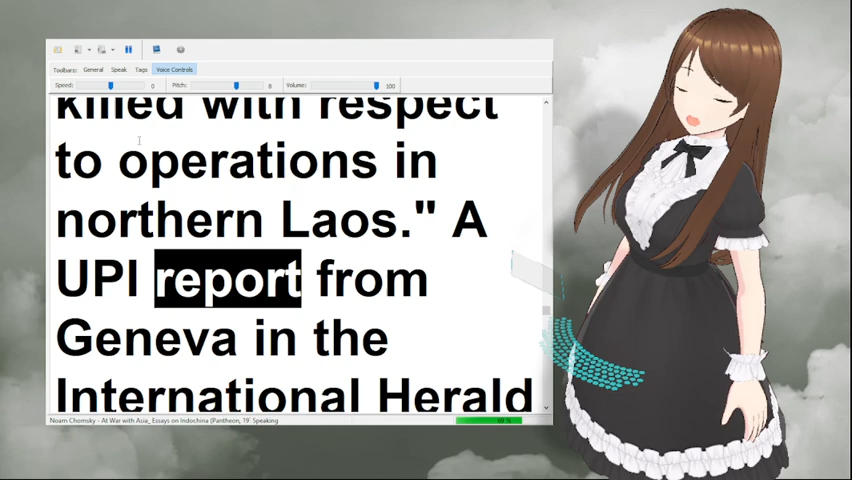 Toolbars: General Speak Tags Voice Controls
Speed: 0 Pitch: 8 Volume: 100
killed with respect
to operations in
northern Laos." A
UPI report from
Geneva in the
International Herald
Noam Chomsky - At War with Asia_ Essays on Indochina (Pantheon, 19 Speaking
69 %